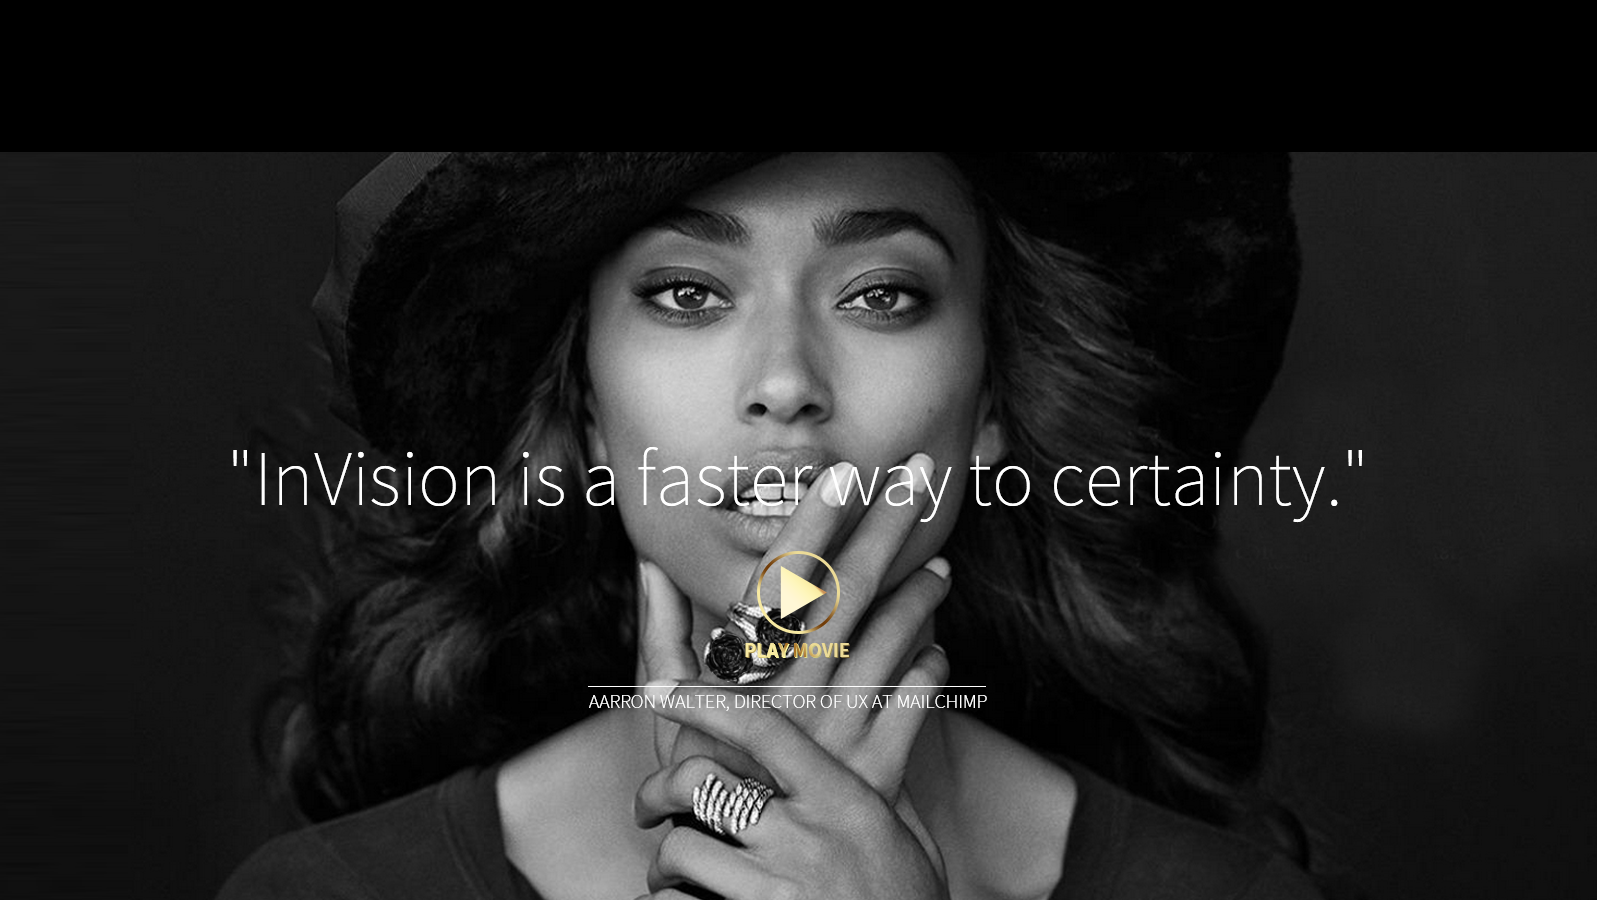 "InVision is a faster way to certainty."
PLAY MOVIE
AARRON WALTER, DIRECTOR OF UX AT MAILCHIMP